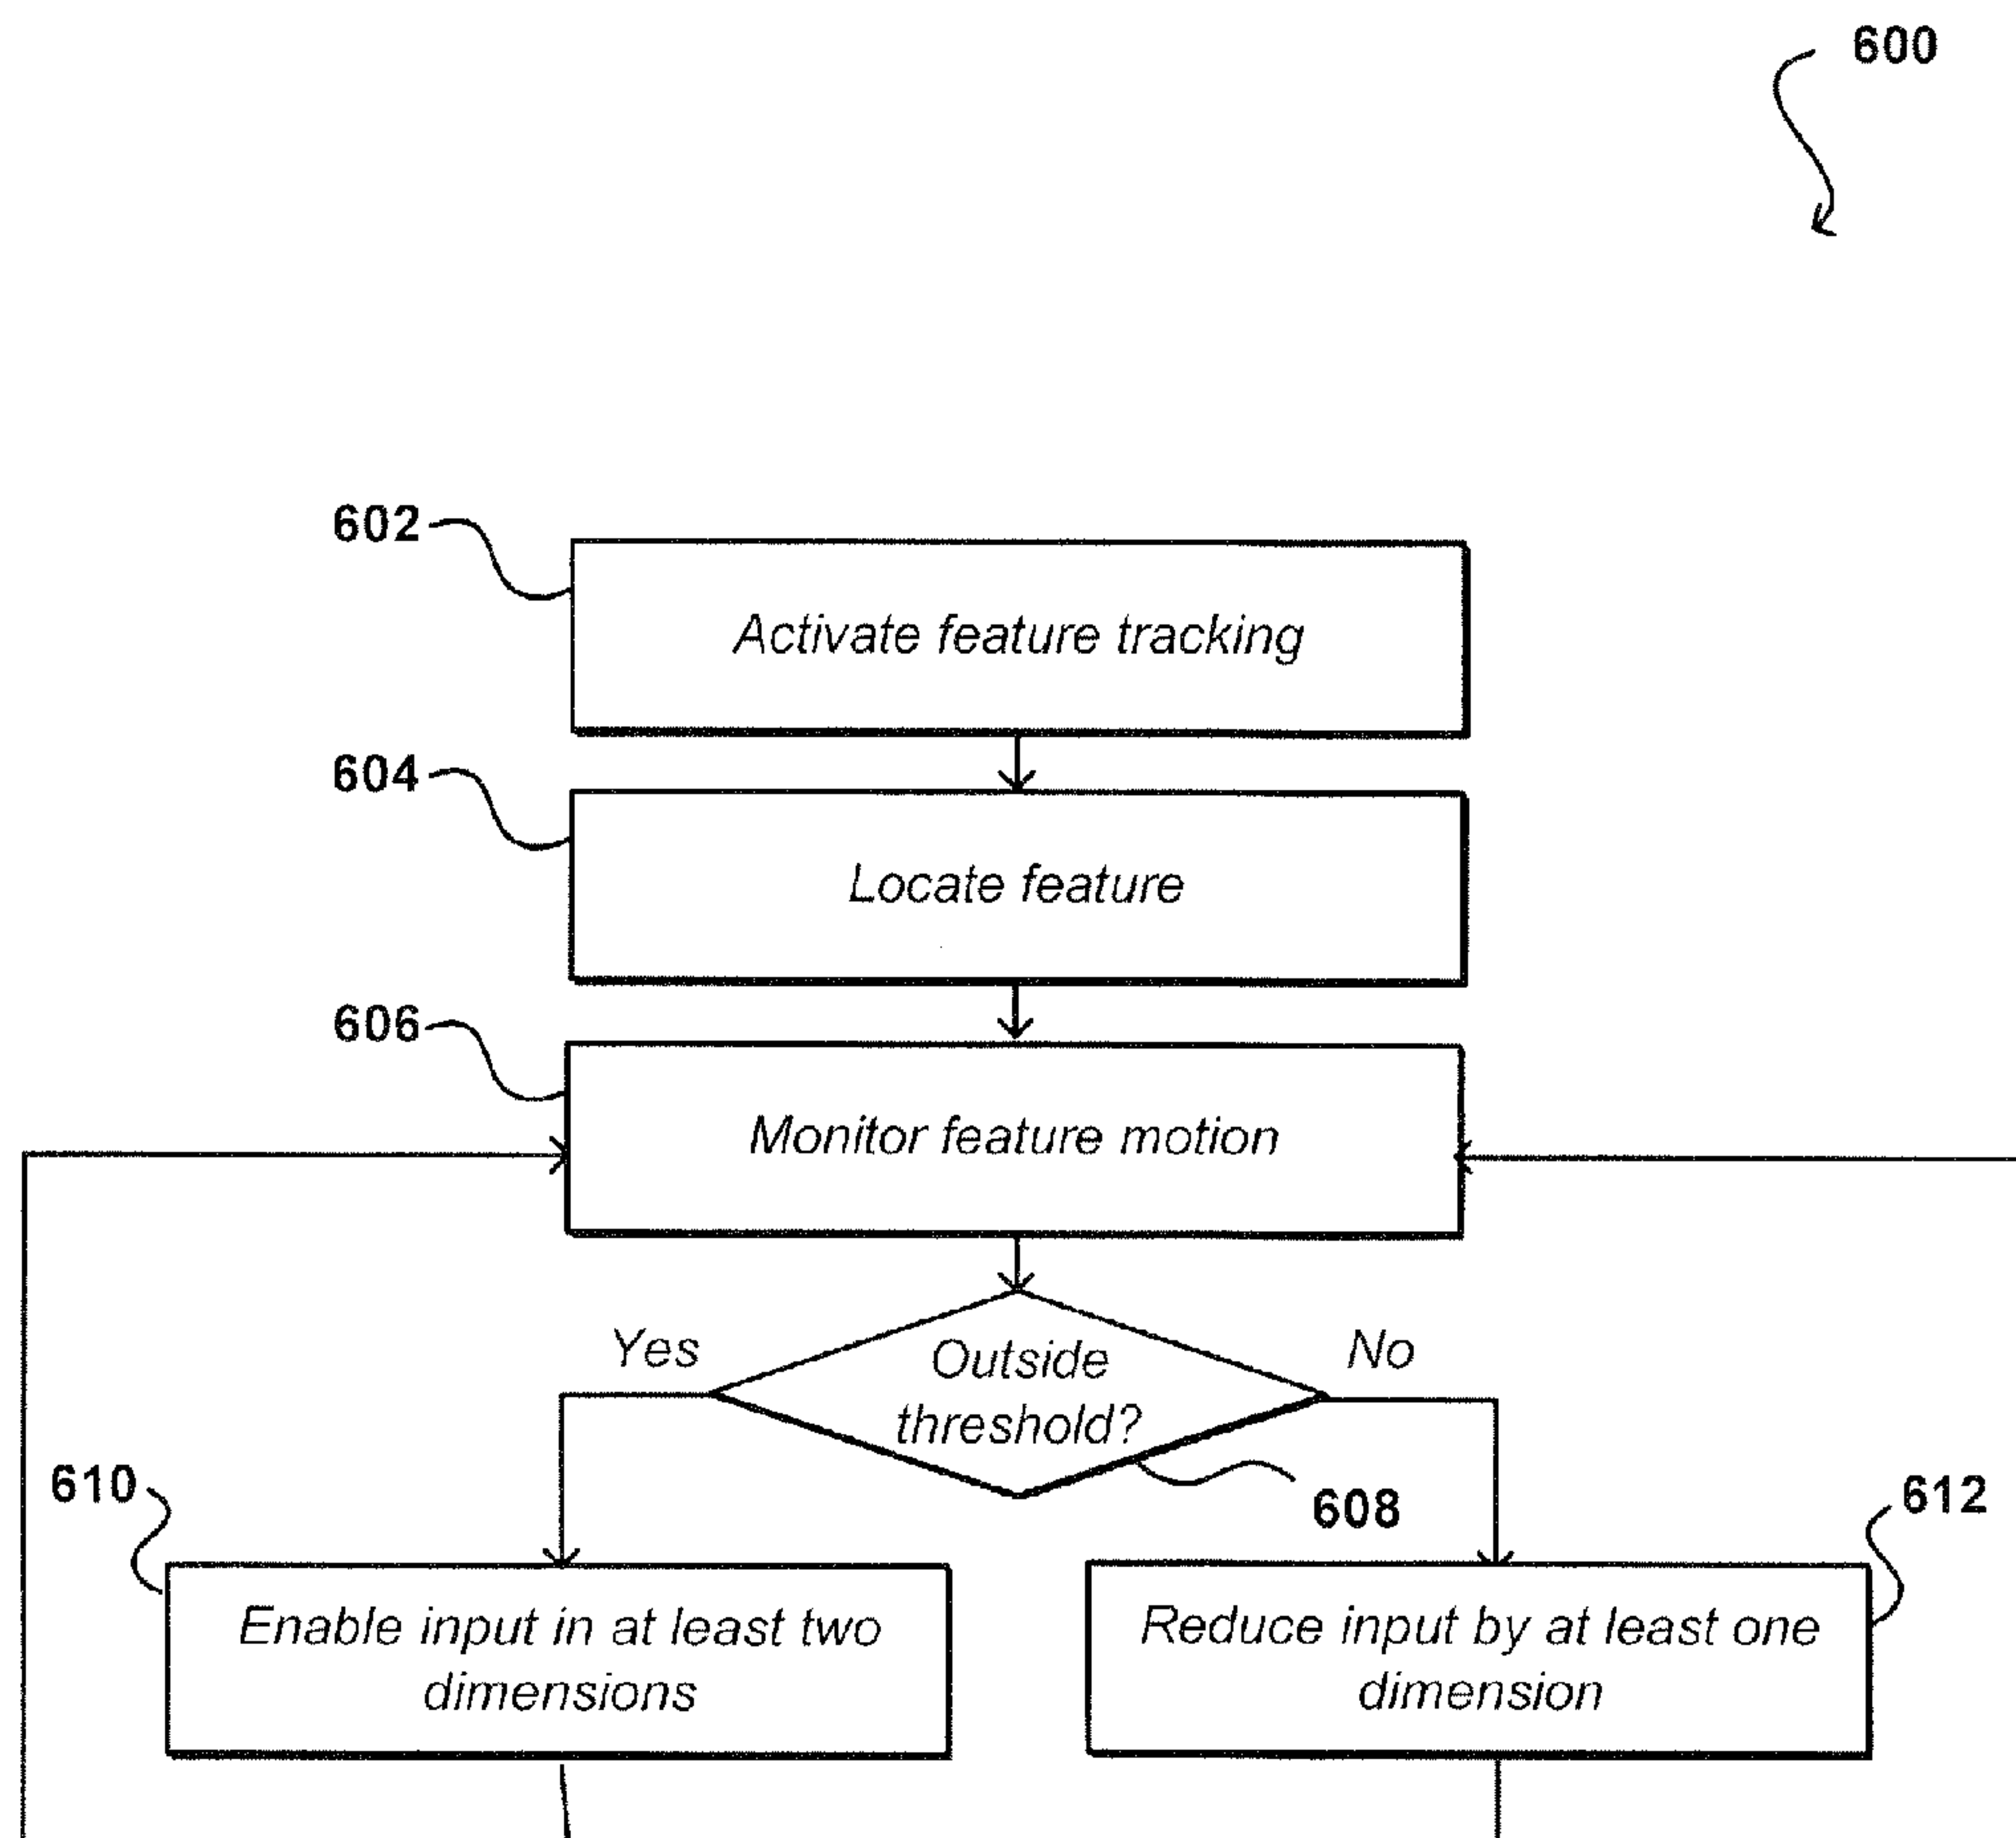 600
602
Activate feature tracking
604
Locate feature
606
Monitor feature motion
Yes
Outside
threshold?
No
608
610
Enable input in at least two
dimensions
612
Reduce input by at least one
dimension